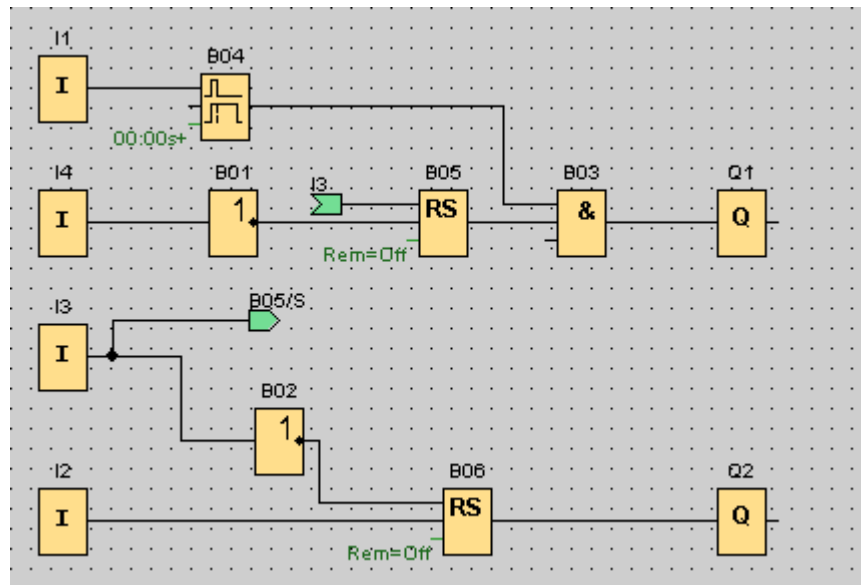 I1
B04
I
00:00s+
I4
B01
I3
B05
B03
Q1
I
1
RS
&
Q
Rem=Off
I3
B05/S
I
B02
1
I2
B06
Q2
I
RS
Q
Rem=Off